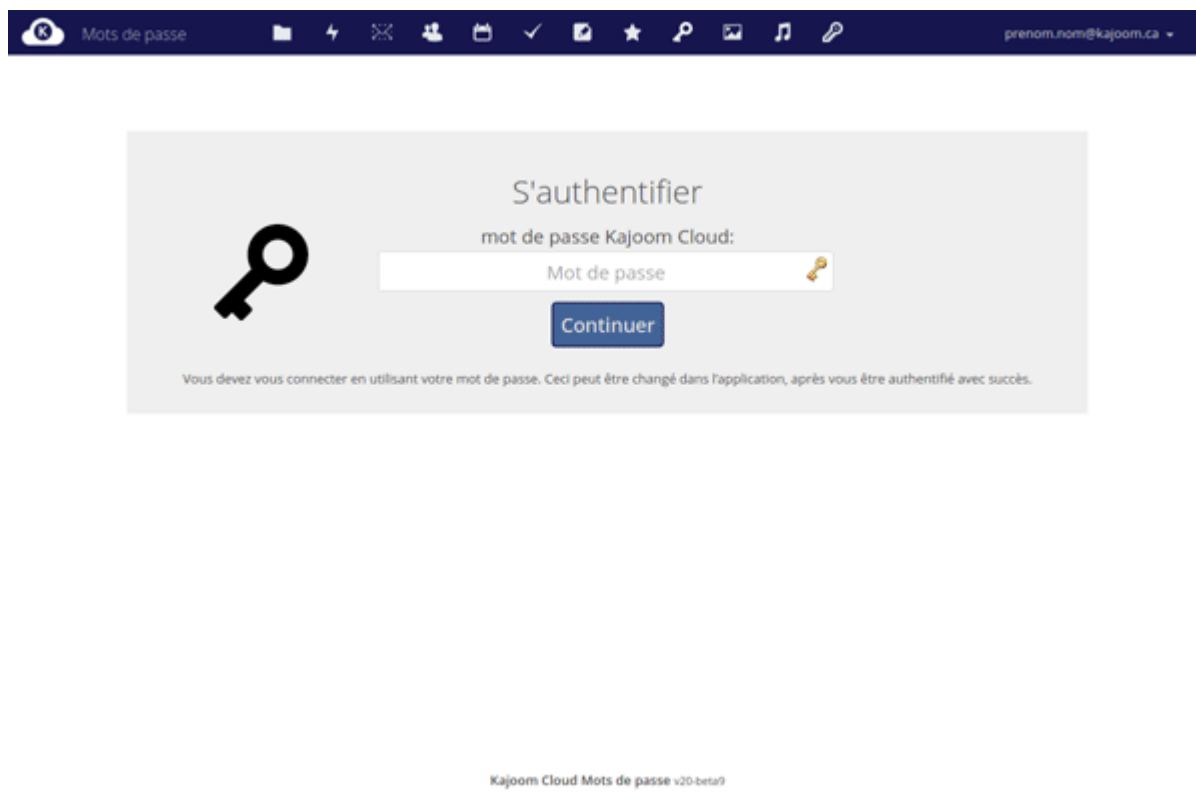 K
Mots de passe
prenom.nom@kajoom.ca
S'authentifier
mot de passe Kajoom Cloud:
Mot de passe
Continuer
Vous devez vous connecter en utilisant votre mot de passe. Ceci peut être changé dans l'application, après vous être authentifié avec succès.
Kajoom Cloud Mots de passe v20-beta9